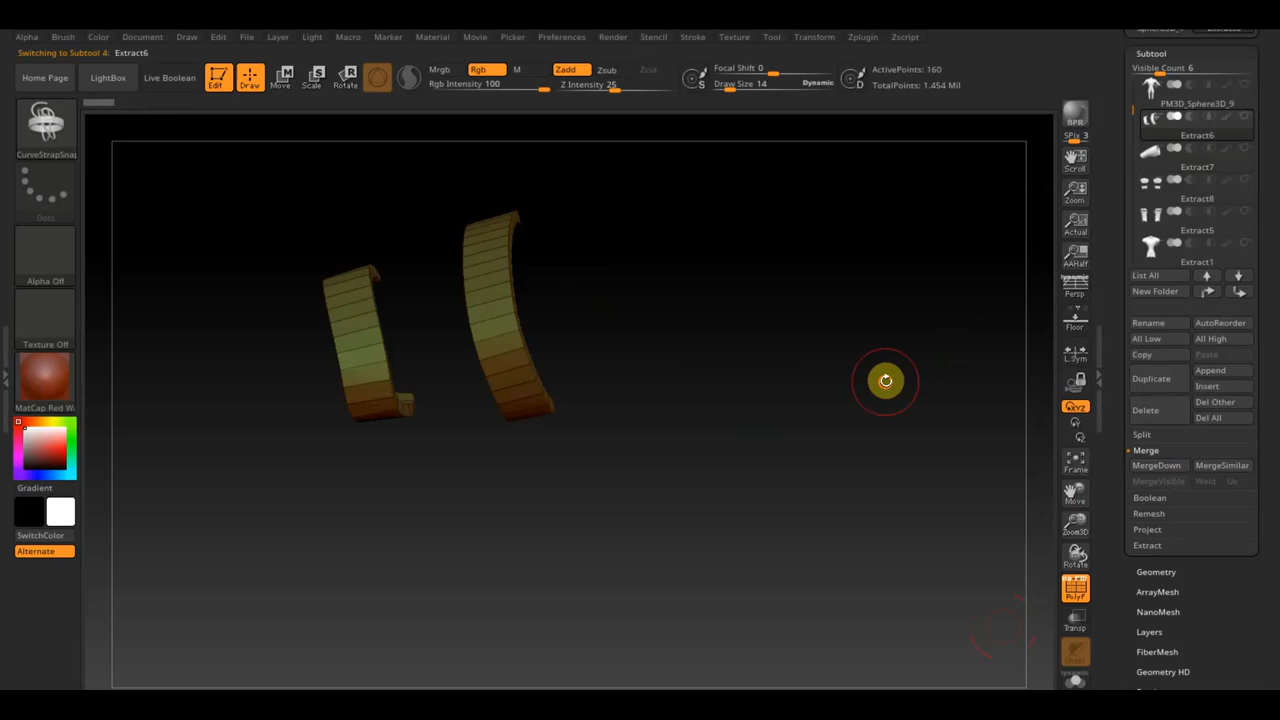 Alpha Brush Color Document Draw Edit File Layer Light Macro Marker Material Movie Picker Preferences Render Stencil Stroke Texture Tool Transform Zplugin Zscript
Switching to Subtool 4: Extract6
Home Page
LightBox
Live Boolean
Edit
Draw
Move
Scale
Rotate
Mrgb
Rgb
M
Rgb Intensity 100
Zadd
Zsub
Zcut
Z Intensity 25
S
Focal Shift 0
Draw Size 14
Dynamic
D
ActivePoints: 160
TotalPoints: 1.454 Mil
CurveStrapSnap
Dots
Alpha Off
Texture Off
MatCap Red Wa
Gradient
SwitchColor
Alternate
BPR
SPix 3
Scroll
Zoom
Actual
AAHalf
Dynamic
Persp
Floor
L.Sym
XYZ
Frame
Move
Zoom3D
Rotate
PolyF
Transp
Ghost
Dynamic
Subtool
Visible Count 6
PM3D_Sphere3D_9
Extract6
Extract7
Extract8
Extract5
Extract1
List All
New Folder
Rename AutoReorder
All Low All High
Copy Paste
Duplicate
Append
Insert
Delete
Del Other
Del All
Split
Merge
MergeDown MergeSimilar
MergeVisible Weld Uv
Boolean
Remesh
Project
Extract
Geometry
ArrayMesh
NanoMesh
Layers
FiberMesh
Geometry HD